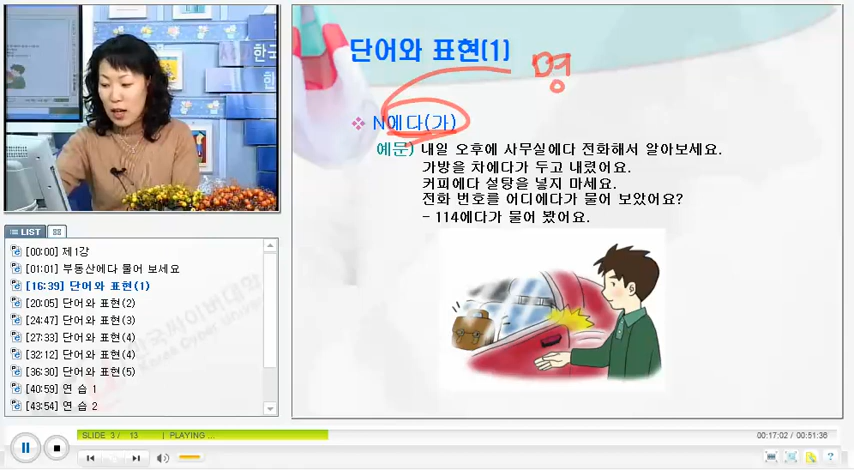 단어와 표현(1)
명
N에다(가)
예문) 내일 오후에 사무실에다 전화해서 알아보세요.
가방을 차에다가 두고 내렸어요.
커피에다 설탕을 넣지 마세요.
전화 번호를 어디에다가 물어 보았어요?
- 114에다가 물어 봤어요.
LIST
[00:00] 제1강
[01:01] 부동산에다 물어 보세요
[16:39] 단어와 표현(1)
[20:05] 단어와 표현(2)
[24:47] 단어와 표현(3)
[27:33] 단어와 표현(4)
[32:12] 단어와 표현(4)
[36:30] 단어와 표현(5)
[40:59] 연 습 1
[43:54] 연 습 2
SLIDE 3 / 13 | PLAYING ...
00:17:02 / 00:51:36